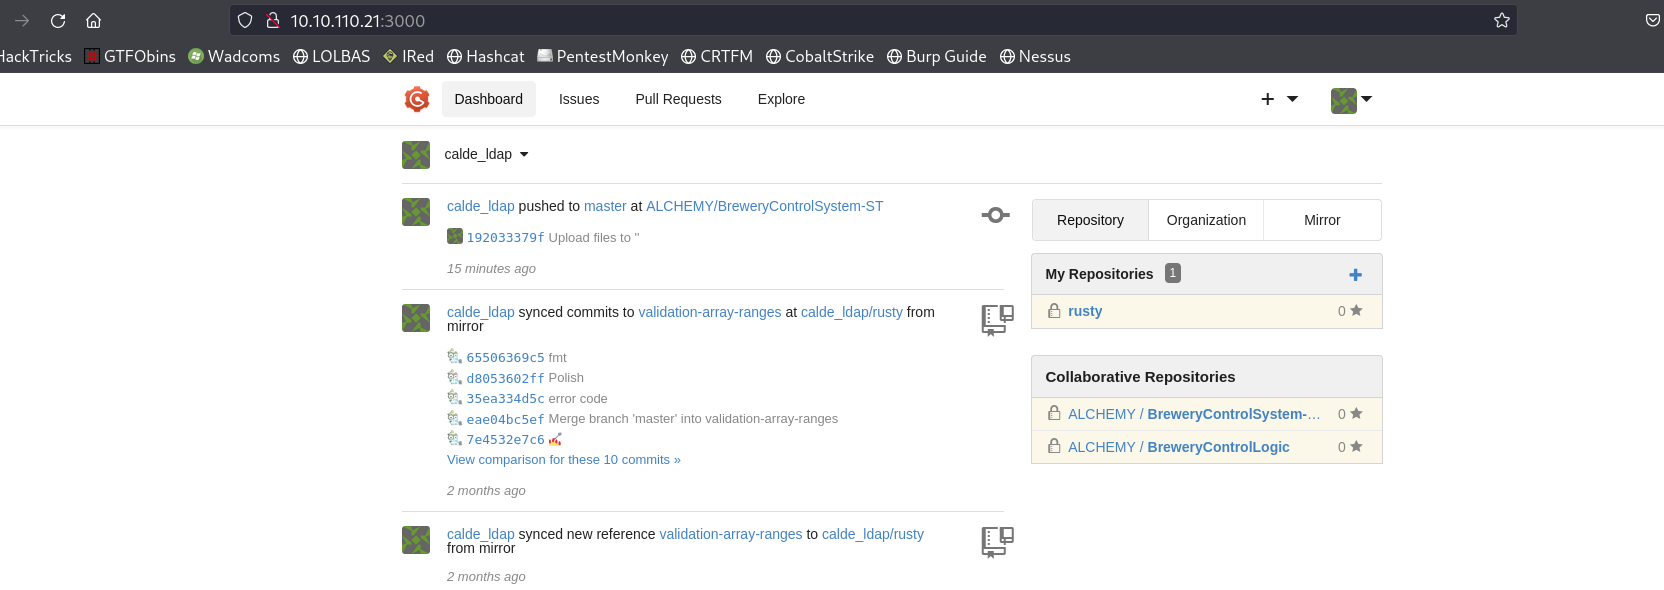 10.10.110.21:3000
HackTricks GTFObins Wadcoms LOLBAS IRed Hashcat PentestMonkey CRTFM CobaltStrike Burp Guide Nessus
Dashboard Issues Pull Requests Explore
calde_ldap
calde_ldap pushed to master at ALCHEMY/BreweryControlSystem-ST
192033379f Upload files to ''
15 minutes ago
calde_ldap synced commits to validation-array-ranges at calde_ldap/rusty from
mirror
65506369c5 fmt
d8053602ff Polish
35ea334d5c error code
eae04bc5ef Merge branch 'master' into validation-array-ranges
7e4532e7c6
View comparison for these 10 commits »
2 months ago
calde_ldap synced new reference validation-array-ranges to calde_ldap/rusty
from mirror
2 months ago
Repository Organization Mirror
My Repositories 1
rusty 0
Collaborative Repositories
ALCHEMY / BreweryControlSystem-... 0
ALCHEMY / BreweryControlLogic 0